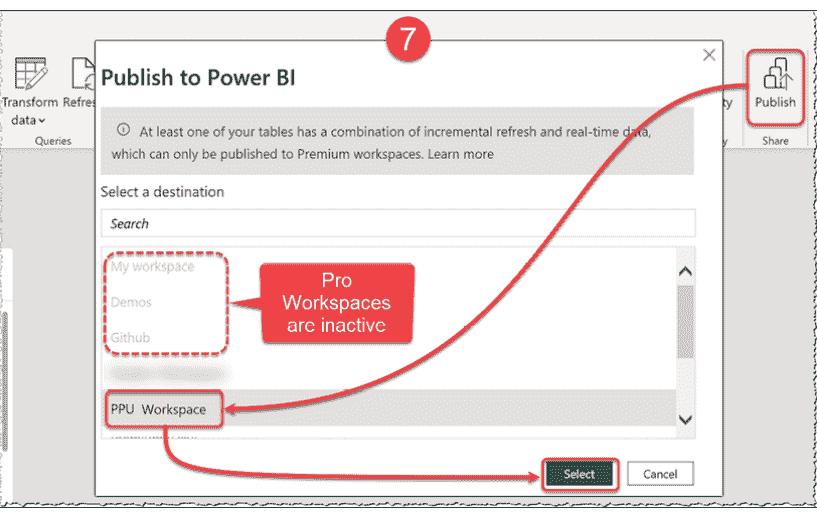 7
Publish to Power BI
Transform
data
Refres
Queries
ty
Publish
y
Share
At least one of your tables has a combination of incremental refresh and real-time data,
which can only be published to Premium workspaces. Learn more
Select a destination
Search
My workspace
Demos
Github
Pro
Workspaces
are inactive
PPU Workspace
Select
Cancel